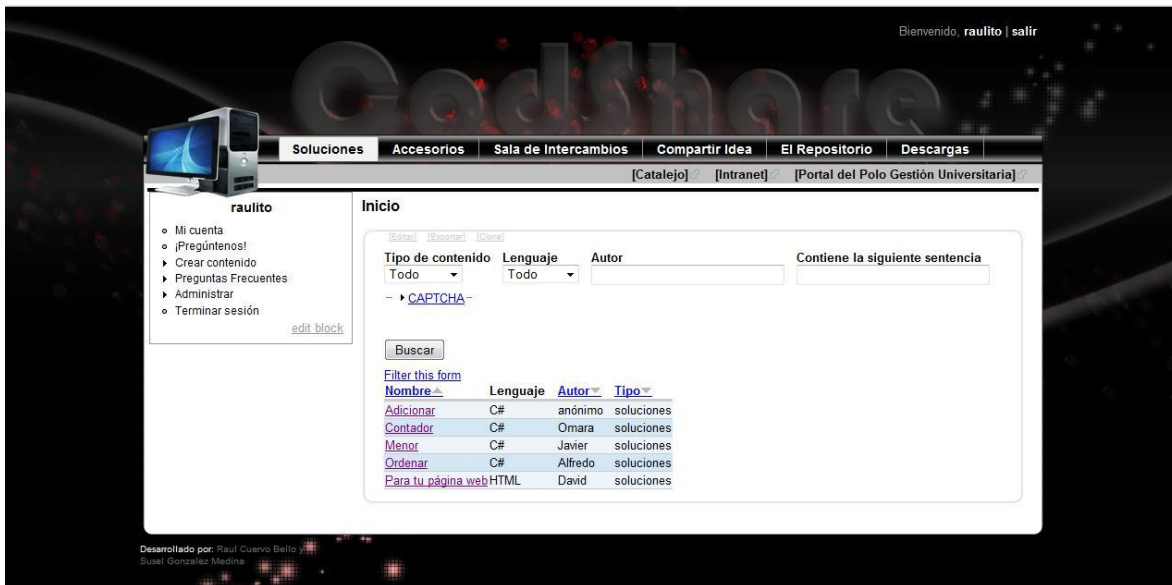 Bienvenido, raulito | salir
CodShare
Soluciones Accesorios Sala de Intercambios Compartir Idea El Repositorio Descargas
[Catalejo] [Intranet] [Portal del Polo Gestión Universitaria]
raulito
Mi cuenta
¡Pregúntenos!
Crear contenido
Preguntas Frecuentes
Administrar
Terminar sesión
edit block
Inicio
[Editar] [Exportar] [Clone]
Tipo de contenido Lenguaje Autor Contiene la siguiente sentencia
Todo Todo
CAPTCHA
Buscar
Filter this form
Nombre Lenguaje Autor Tipo
Adicionar C# anónimo soluciones
Contador C# Omara soluciones
Menor C# Javier soluciones
Ordenar C# Alfredo soluciones
Para tu página web HTML David soluciones
Desarrollado por: Raul Cuervo Bello y
Susel Gonzalez Medina